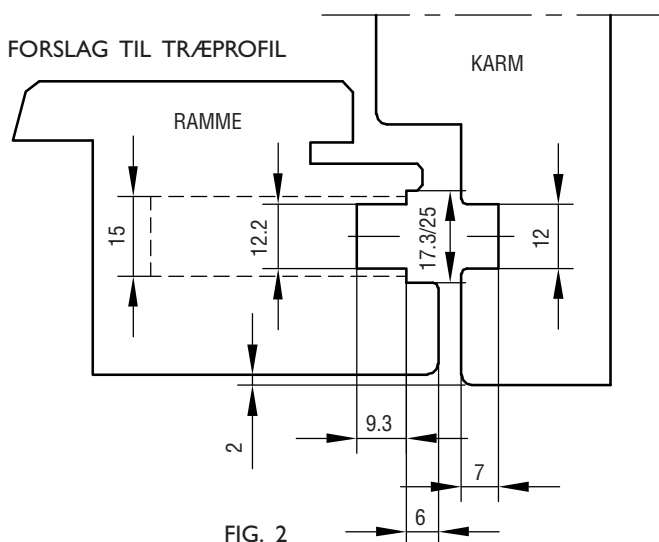 FORSLAG TIL TRÆPROFIL
KARM
RAMME
15
12.2
17.3/25
12
9.3
2
7
6
FIG. 2